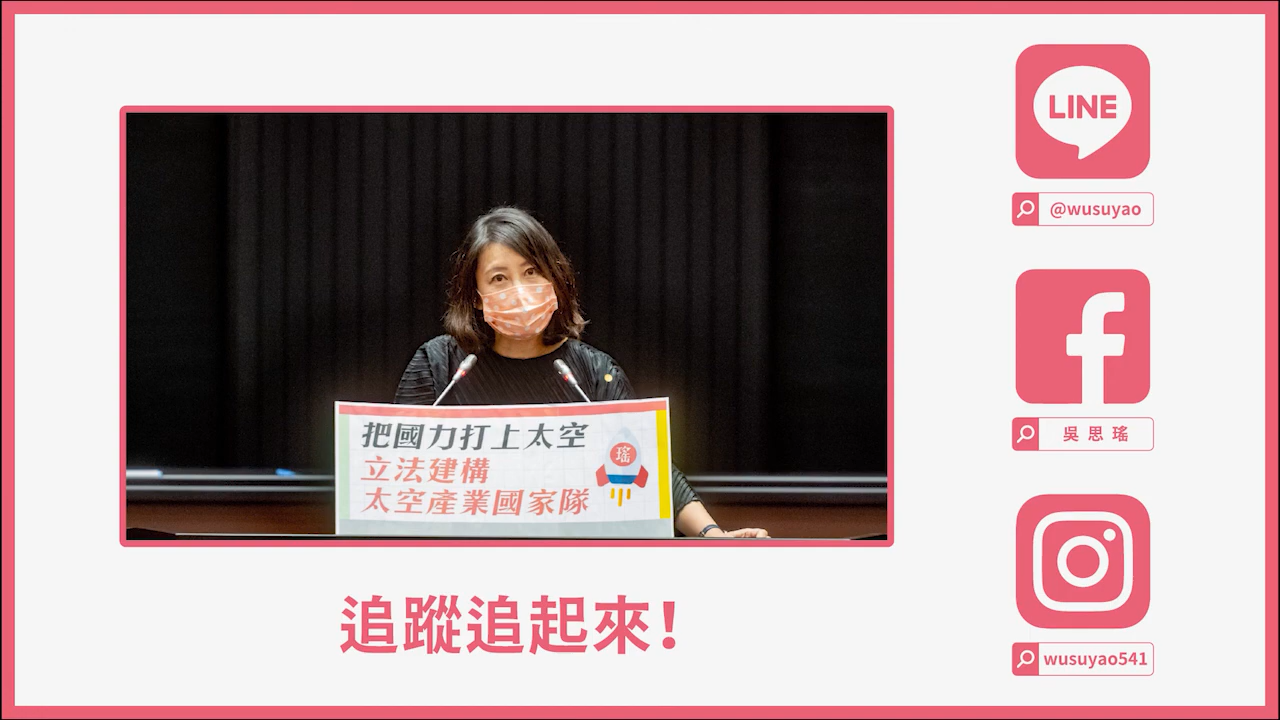 LINE
@wusuyao
吳思瑤
wusuyao541
把國力打上太空
立法建構
太空產業國家隊
瑤
追蹤追起來！